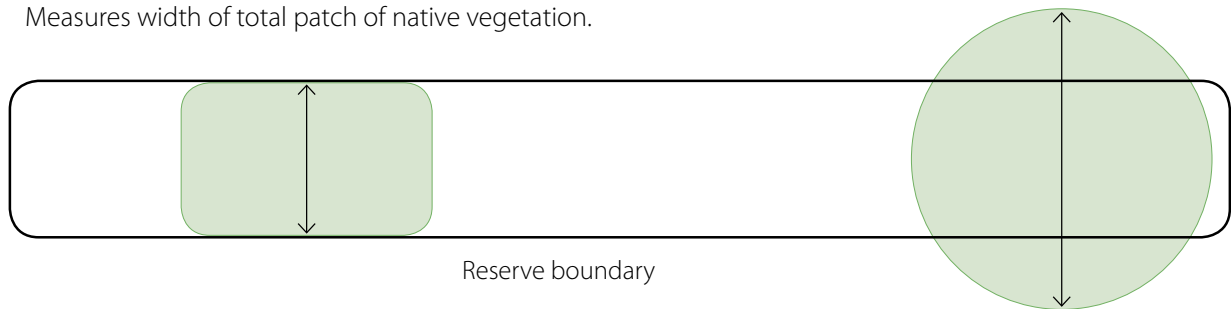 Measures width of total patch of native vegetation.
Reserve boundary